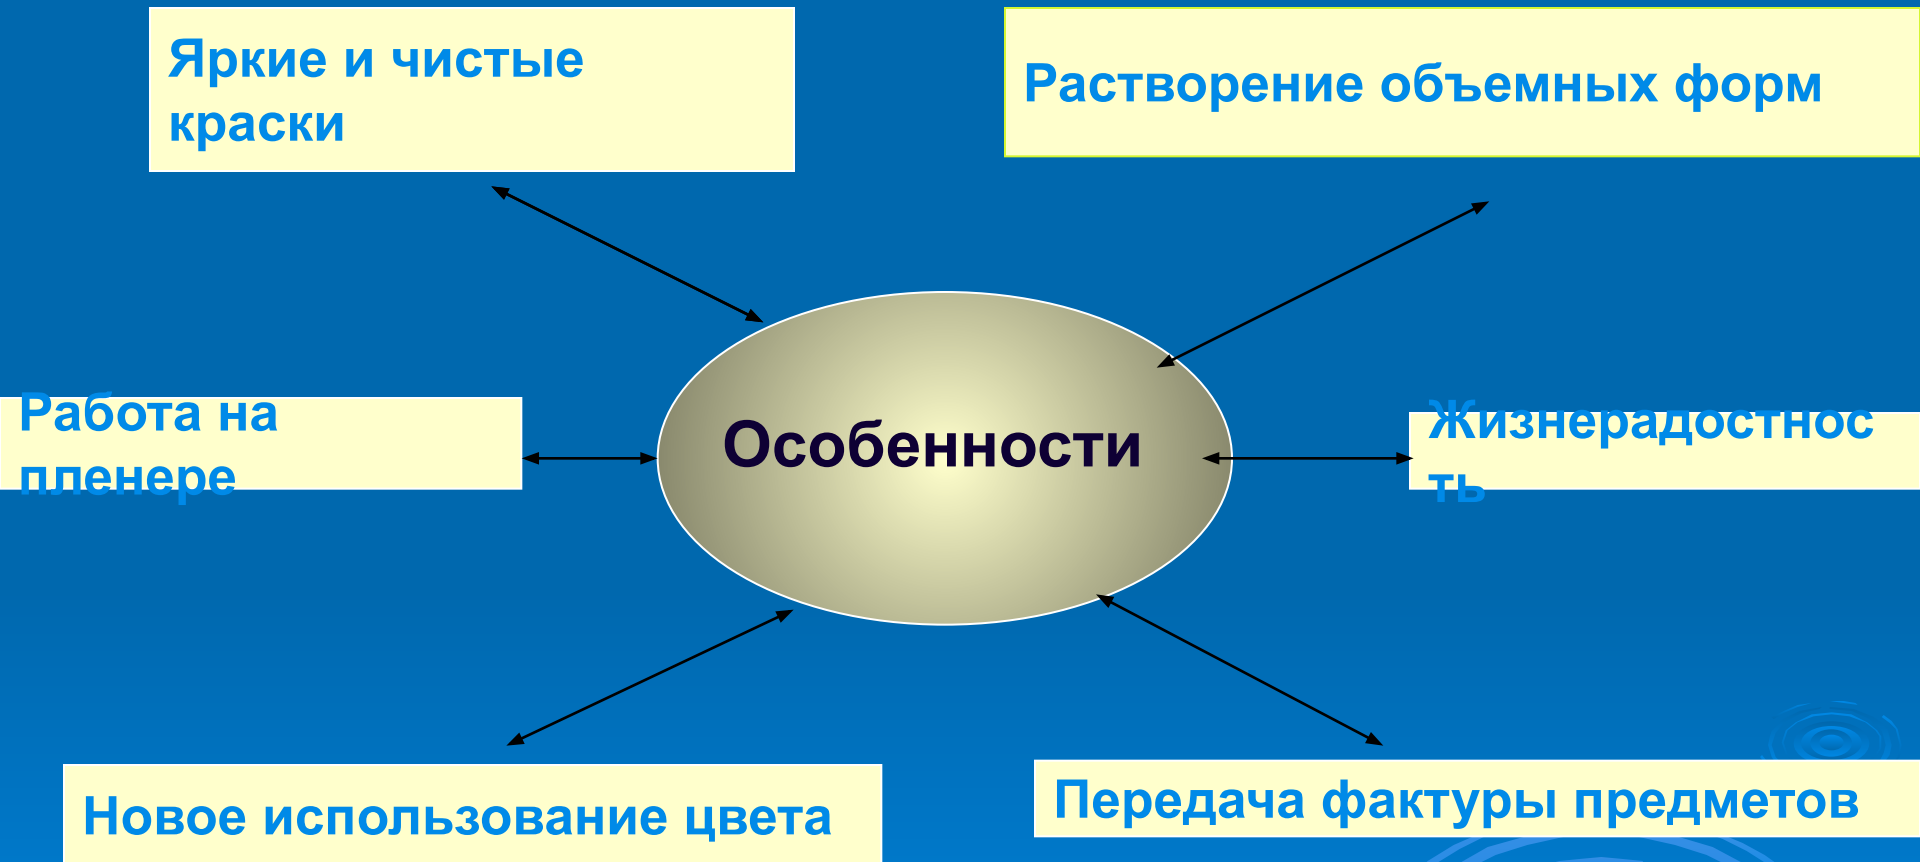 Яркие и чистые
краски
Растворение объемных форм
Работа на
пленере
Особенности
Жизнерадостнос
ть
Новое использование цвета
Передача фактуры предметов